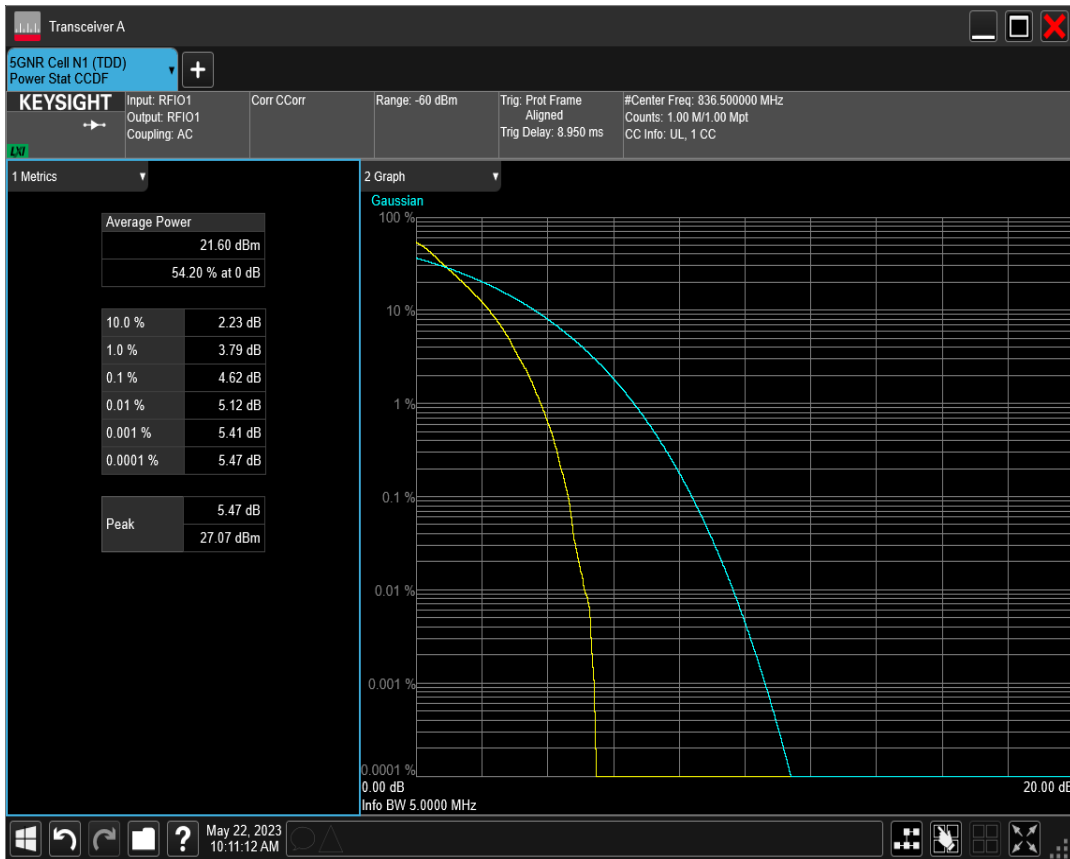 Transceiver A
5GNR Cell N1 (TDD)
Power Stat CCDF
+
KEYSIGHT
LXI
Input: RFIO1
Output: RFIO1
Coupling: AC
Corr CCorr
Range: -60 dBm
Trig: Prot Frame
Aligned
Trig Delay: 8.950 ms
#Center Freq: 836.500000 MHz
Counts: 1.00 M/1.00 Mpt
CC Info: UL, 1 CC
1 Metrics
Average Power
21.60 dBm
54.20 % at 0 dB
10.0 % 2.23 dB
1.0 % 3.79 dB
0.1 % 4.62 dB
0.01 % 5.12 dB
0.001 % 5.41 dB
0.0001 % 5.47 dB
Peak
5.47 dB
27.07 dBm
2 Graph
Gaussian
100 %
10 %
1 %
0.1 %
0.01 %
0.001 %
0.0001 %
0.00 dB 20.00 dB
Info BW 5.0000 MHz
?
May 22, 2023
10:11:12 AM